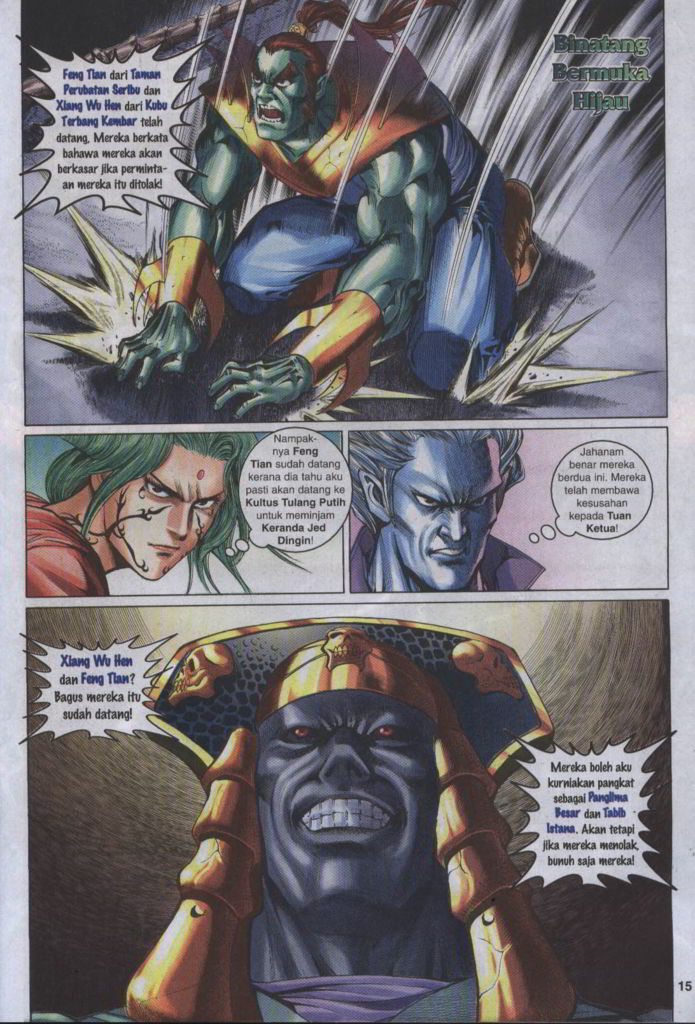 Binatang
Bermuka
Hijau
Feng Tian dari Taman
Perubatan Seribu dan
Xiang Wu Hen dari Kubu
Terbang Kembar telah
datang. Mereka berkata
bahawa mereka akan
berkasar jika perminta-
an mereka itu ditolak!
Nampak-
nya Feng
Tian sudah datang
kerana dia tahu aku
pasti akan datang ke
Kultus Tulang Putih
untuk meminjam
Keranda Jed
Dingin!
Jahanam
benar mereka
berdua ini. Mereka
telah membawa
kesusahan
kepada Tuan
Ketua!
Xiang Wu Hen
dan Feng Tian?
Bagus mereka itu
sudah datang!
Mereka boleh aku
kurniakan pangkat
sebagai Panglima
Besar dan Tabib
Istana. Akan tetapi
jika mereka menolak,
bunuh saja mereka!
15